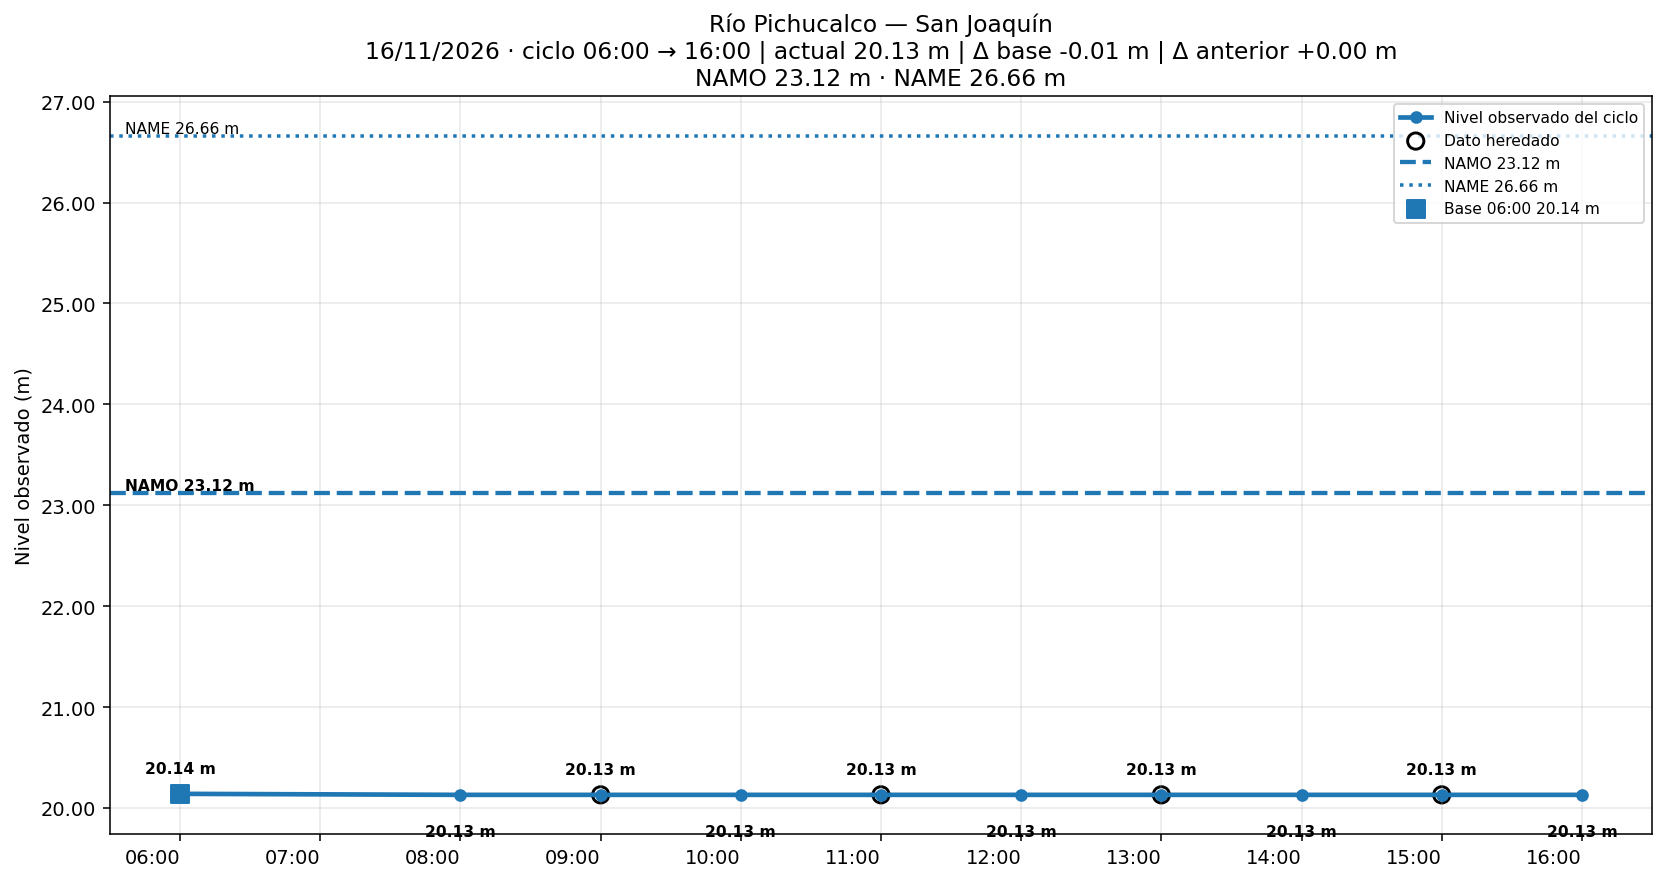 Río Pichucalco — San Joaquín
16/11/2026 · ciclo 06:00 → 16:00 | actual 20.13 m | Δ base -0.01 m | Δ anterior +0.00 m
NAMO 23.12 m · NAME 26.66 m
27.00
NAME 26.66 m
Nivel observado del ciclo
Dato heredado
NAMO 23.12 m
NAME 26.66 m
Base 06:00 20.14 m
26.00
25.00
24.00
NAMO 23.12 m
23.00
22.00
21.00
20.00
Nivel observado (m)
20.14 m
20.13 m
20.13 m
20.13 m
20.13 m
20.13 m
20.13 m
20.13 m
20.13 m
20.13 m
06:00
07:00
08:00
09:00
10:00
11:00
12:00
13:00
14:00
15:00
16:00